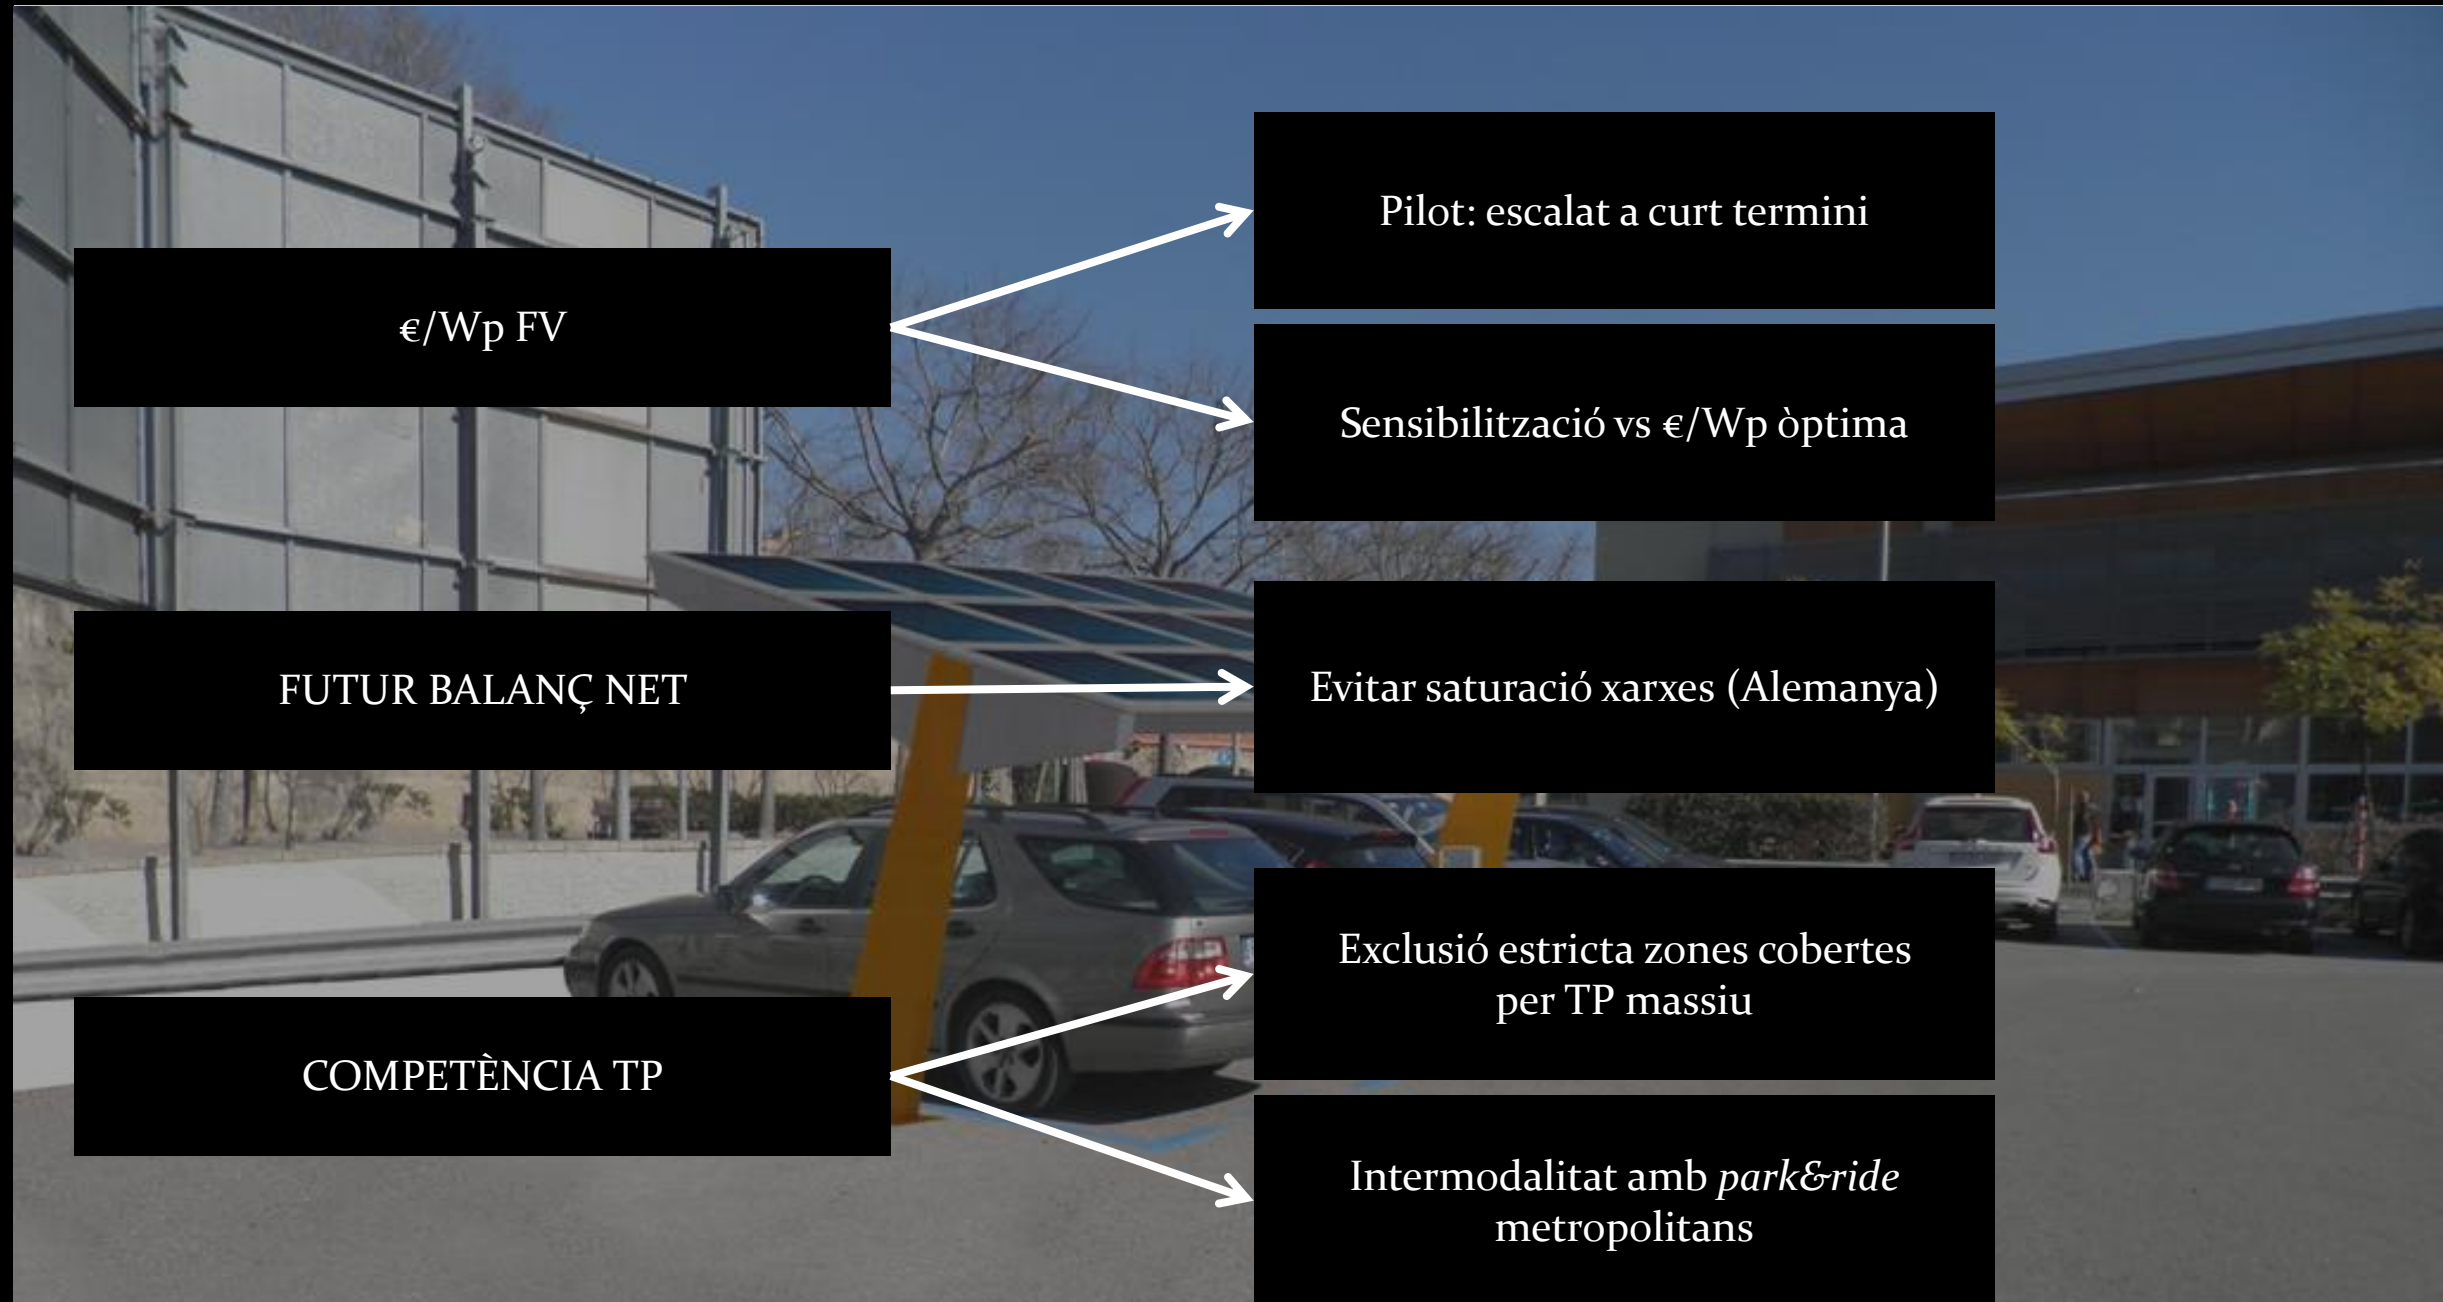 €/Wp FV
Pilot: escalat a curt termini
Sensibilització vs €/Wp òptima
FUTUR BALANÇ NET
Evitar saturació xarxes (Alemanya)
COMPETÈNCIA TP
Exclusió estricta zones cobertes
per TP massiu
Intermodalitat amb park&ride
metropolitans